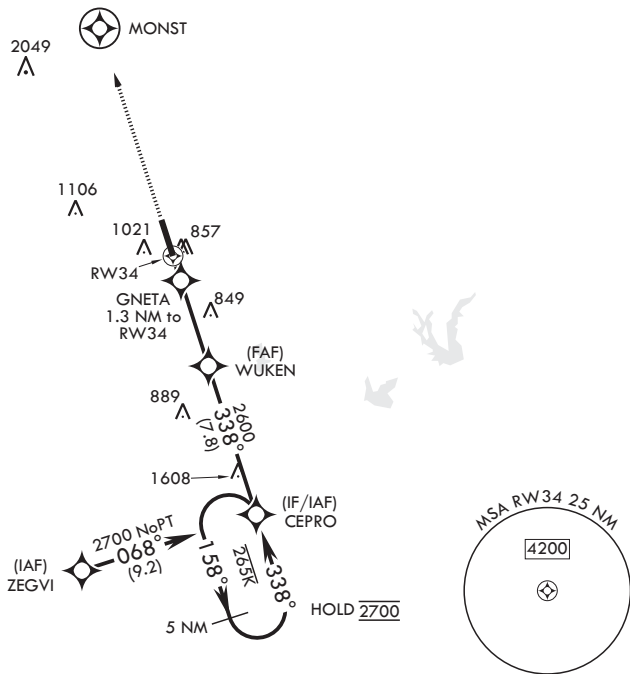 MONST
2049
1106
1021
857
RW34
GNETA
1.3 NM to
RW34
849
(FAF)
WUKEN
889
2600
338°
(7.8)
1608
(IF/IAF)
CEPRO
2700 NoPT
068°
(9.2)
(IAF)
ZEGVI
158°
265K
338°
HOLD 2700
5 NM
MSA RW34 25 NM
4200